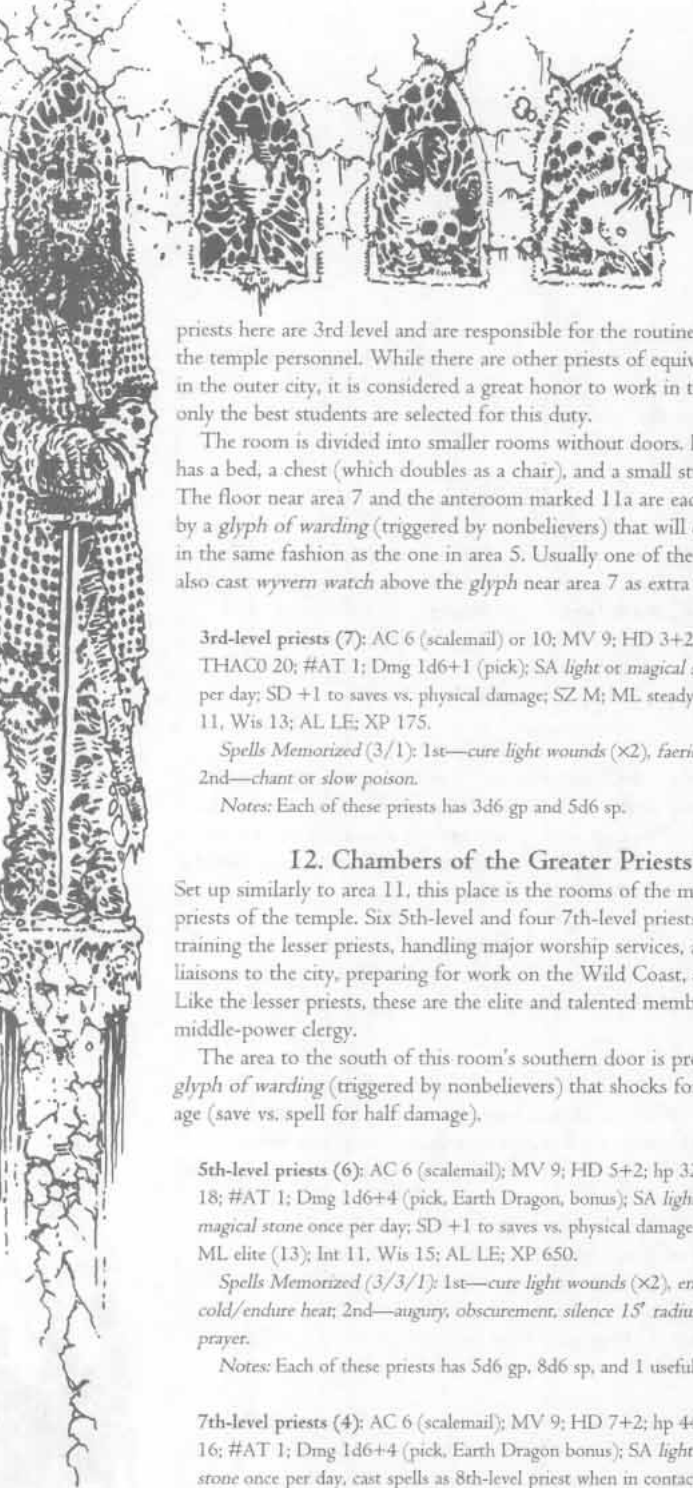 priests here are 3rd level and are responsible for the routine
the temple personnel. While there are other priests of equiv
in the outer city, it is considered a great honor to work in t
only the best students are selected for this duty.
The room is divided into smaller rooms without doors.
has a bed, a chest (which doubles as a chair), and a small st
The floor near area 7 and the anteroom marked 11a are eac
by a glyph of warding (triggered by nonbelievers) that will
in the same fashion as the one in area 5. Usually one of the
also cast wyvern watch above the glyph near area 7 as extra
3rd-level priests (7): AC 6 (scalemail) or 10; MV 9; HD 3+2
THAC0 20; #AT 1; Dmg 1d6+1 (pick); SA light or magical s
per day; SD +1 to saves vs. physical damage; SZ M; ML steady
11, Wis 13; AL LE; XP 175.
Spells Memorized (3/1): 1st—cure light wounds (×2), faeri
2nd—chant or slow poison.
Notes: Each of these priests has 3d6 gp and 5d6 sp.
12. Chambers of the Greater Priests
Set up similarly to area 11, this place is the rooms of the m
priests of the temple. Six 5th-level and four 7th-level priests
training the lesser priests, handling major worship services, a
liaisons to the city, preparing for work on the Wild Coast,
Like the lesser priests, these are the elite and talented memb
middle-power clergy.
The area to the south of this room's southern door is pro
glyph of warding (triggered by nonbelievers) that shocks for
age (save vs. spell for half damage).
5th-level priests (6): AC 6 (scalemail); MV 9; HD 5+2; hp 32
18; #AT 1; Dmg 1d6+4 (pick, Earth Dragon, bonus); SA light
magical stone once per day; SD +1 to saves vs. physical damage
ML elite (13); Int 11, Wis 15; AL LE; XP 650.
Spells Memorized (3/3/1): 1st—cure light wounds (×2), en
cold/endure heat; 2nd—augury, obscurement, silence 15' radiu
prayer.
Notes: Each of these priests has 5d6 gp, 8d6 sp, and 1 useful
7th-level priests (4): AC 6 (scalemail); MV 9; HD 7+2; hp 44
16; #AT 1; Dmg 1d6+4 (pick, Earth Dragon bonus); SA light
stone once per day, cast spells as 8th-level priest when in contac